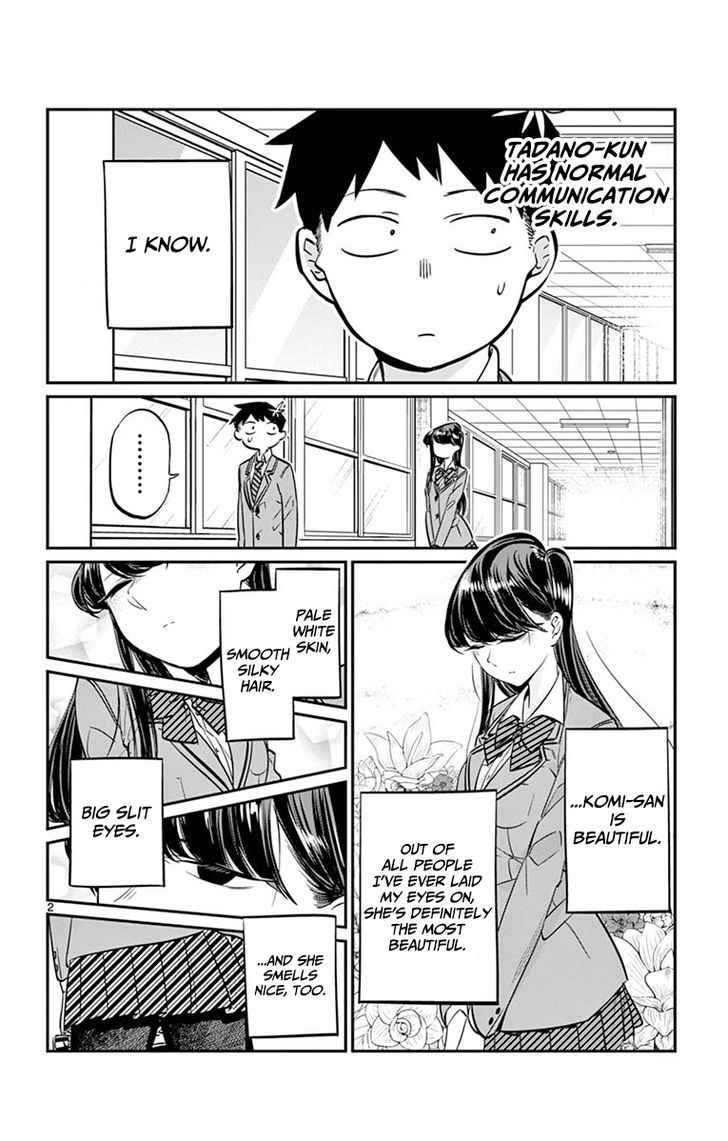 TADANO-KUN
HAS NORMAL
COMMUNICATION
SKILLS.
I KNOW.
.......
...KOMI-SAN
IS
BEAUTIFUL.
OUT OF
ALL PEOPLE
I'VE EVER LAID
MY EYES ON,
SHE'S DEFINITELY
THE MOST
BEAUTIFUL.
PALE
WHITE
SKIN,
SMOOTH
SILKY
HAIR.
BIG SLIT
EYES.
...AND SHE
SMELLS
NICE, TOO.
2